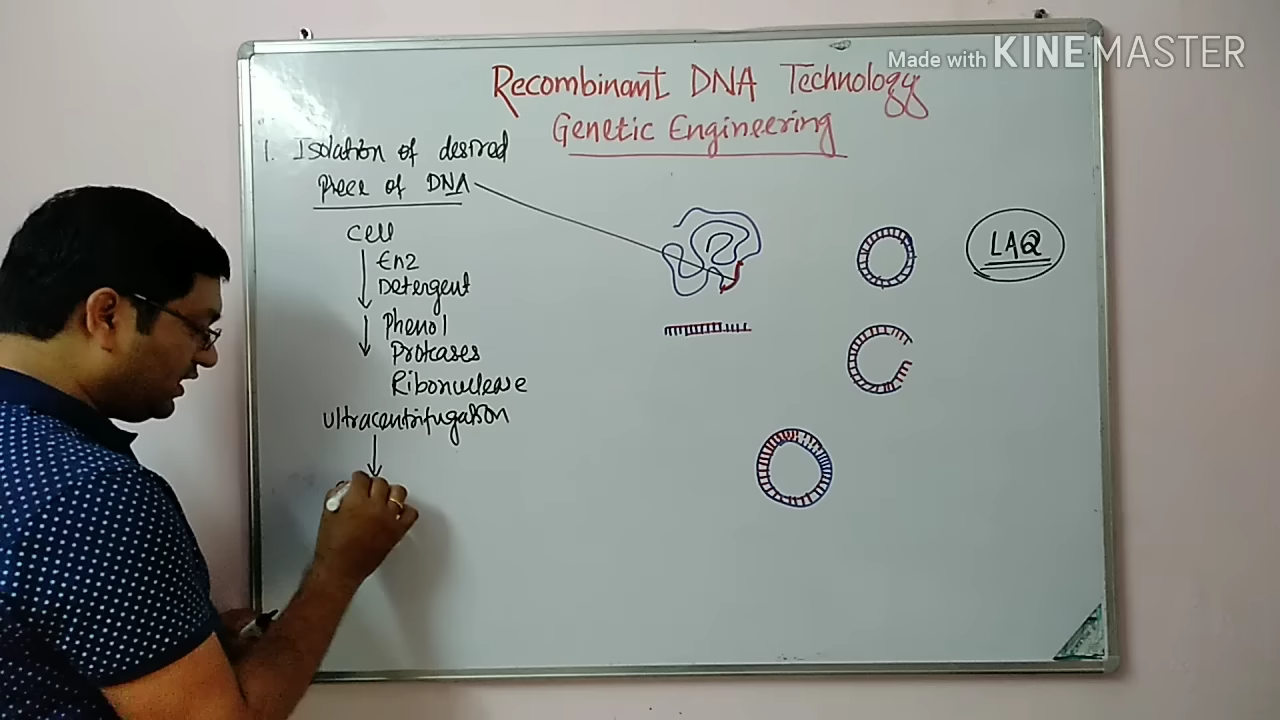 Made with KINEMASTER
Recombinant DNA Technology
Genetic Engineering
1. Isolation of desired
Piece of DNA
Cell
Enz
Detergent
Phenol
Proteases
Ribonuclease
Ultracentrifugation
LAQ